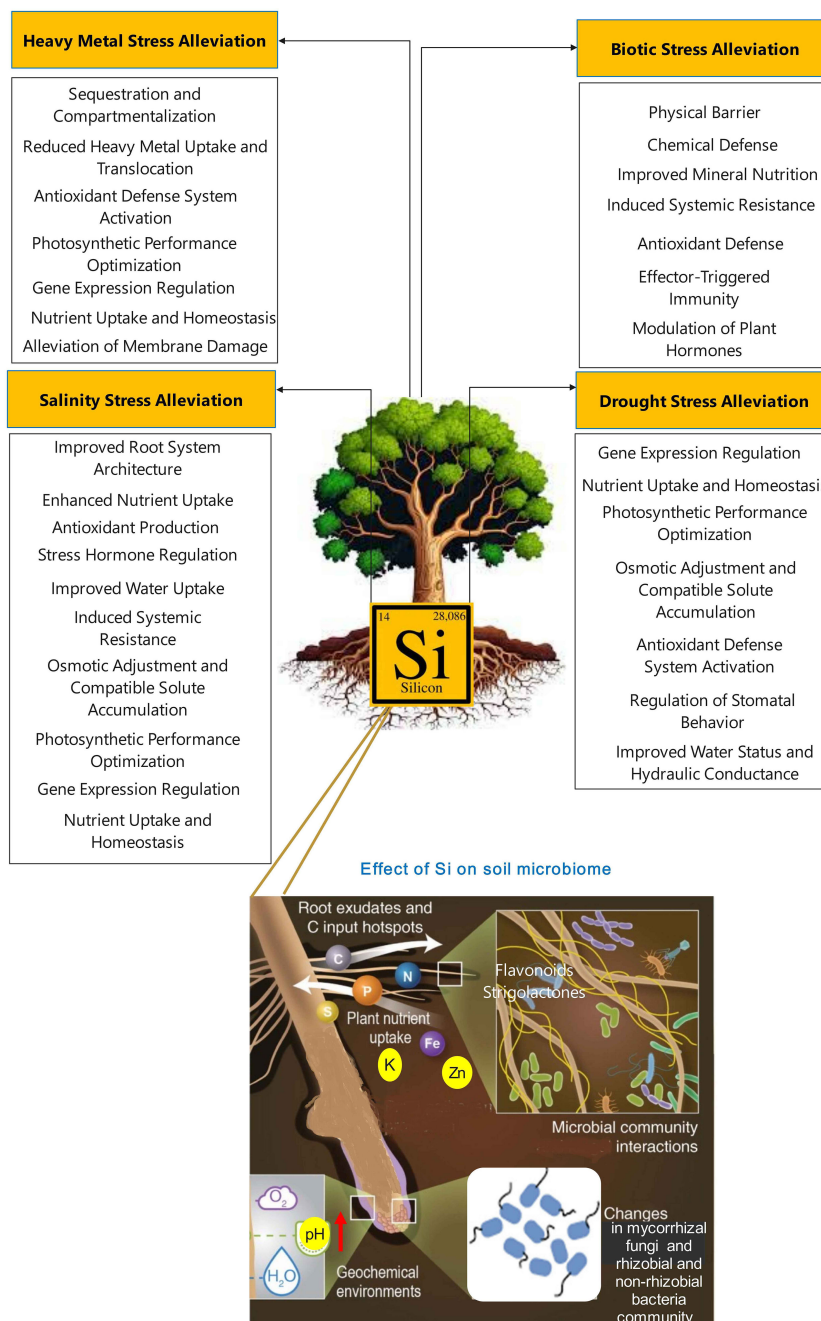 Heavy Metal Stress Alleviation
Sequestration and
Compartmentalization
Reduced Heavy Metal Uptake and
Translocation
Antioxidant Defense System
Activation
Photosynthetic Performance
Optimization
Gene Expression Regulation
Nutrient Uptake and Homeostasis
Alleviation of Membrane Damage
Biotic Stress Alleviation
Physical Barrier
Chemical Defense
Improved Mineral Nutrition
Induced Systemic Resistance
Antioxidant Defense
Effector-Triggered
Immunity
Modulation of Plant
Hormones
Salinity Stress Alleviation
Improved Root System
Architecture
Enhanced Nutrient Uptake
Antioxidant Production
Stress Hormone Regulation
Improved Water Uptake
Induced Systemic
Resistance
Osmotic Adjustment and
Compatible Solute
Accumulation
Photosynthetic Performance
Optimization
Gene Expression Regulation
Nutrient Uptake and
Homeostasis
Drought Stress Alleviation
Gene Expression Regulation
Nutrient Uptake and Homeostasi
Photosynthetic Performance
Optimization
Osmotic Adjustment and
Compatible Solute
Accumulation
Antioxidant Defense
System Activation
Regulation of Stomatal
Behavior
Improved Water Status and
Hydraulic Conductance
14 28,086
Si
Silicon
Effect of Si on soil microbiome
Root exudates and
C input hotspots
C
N
P
S
Plant nutrient
uptake
Fe
K
Zn
Flavonoids
Strigolactones
Microbial community
interactions
O2
pH
H2O
Geochemical
environments
Changes
in mycorrhizal
fungi and
rhizobial and
non-rhizobial
bacteria
community